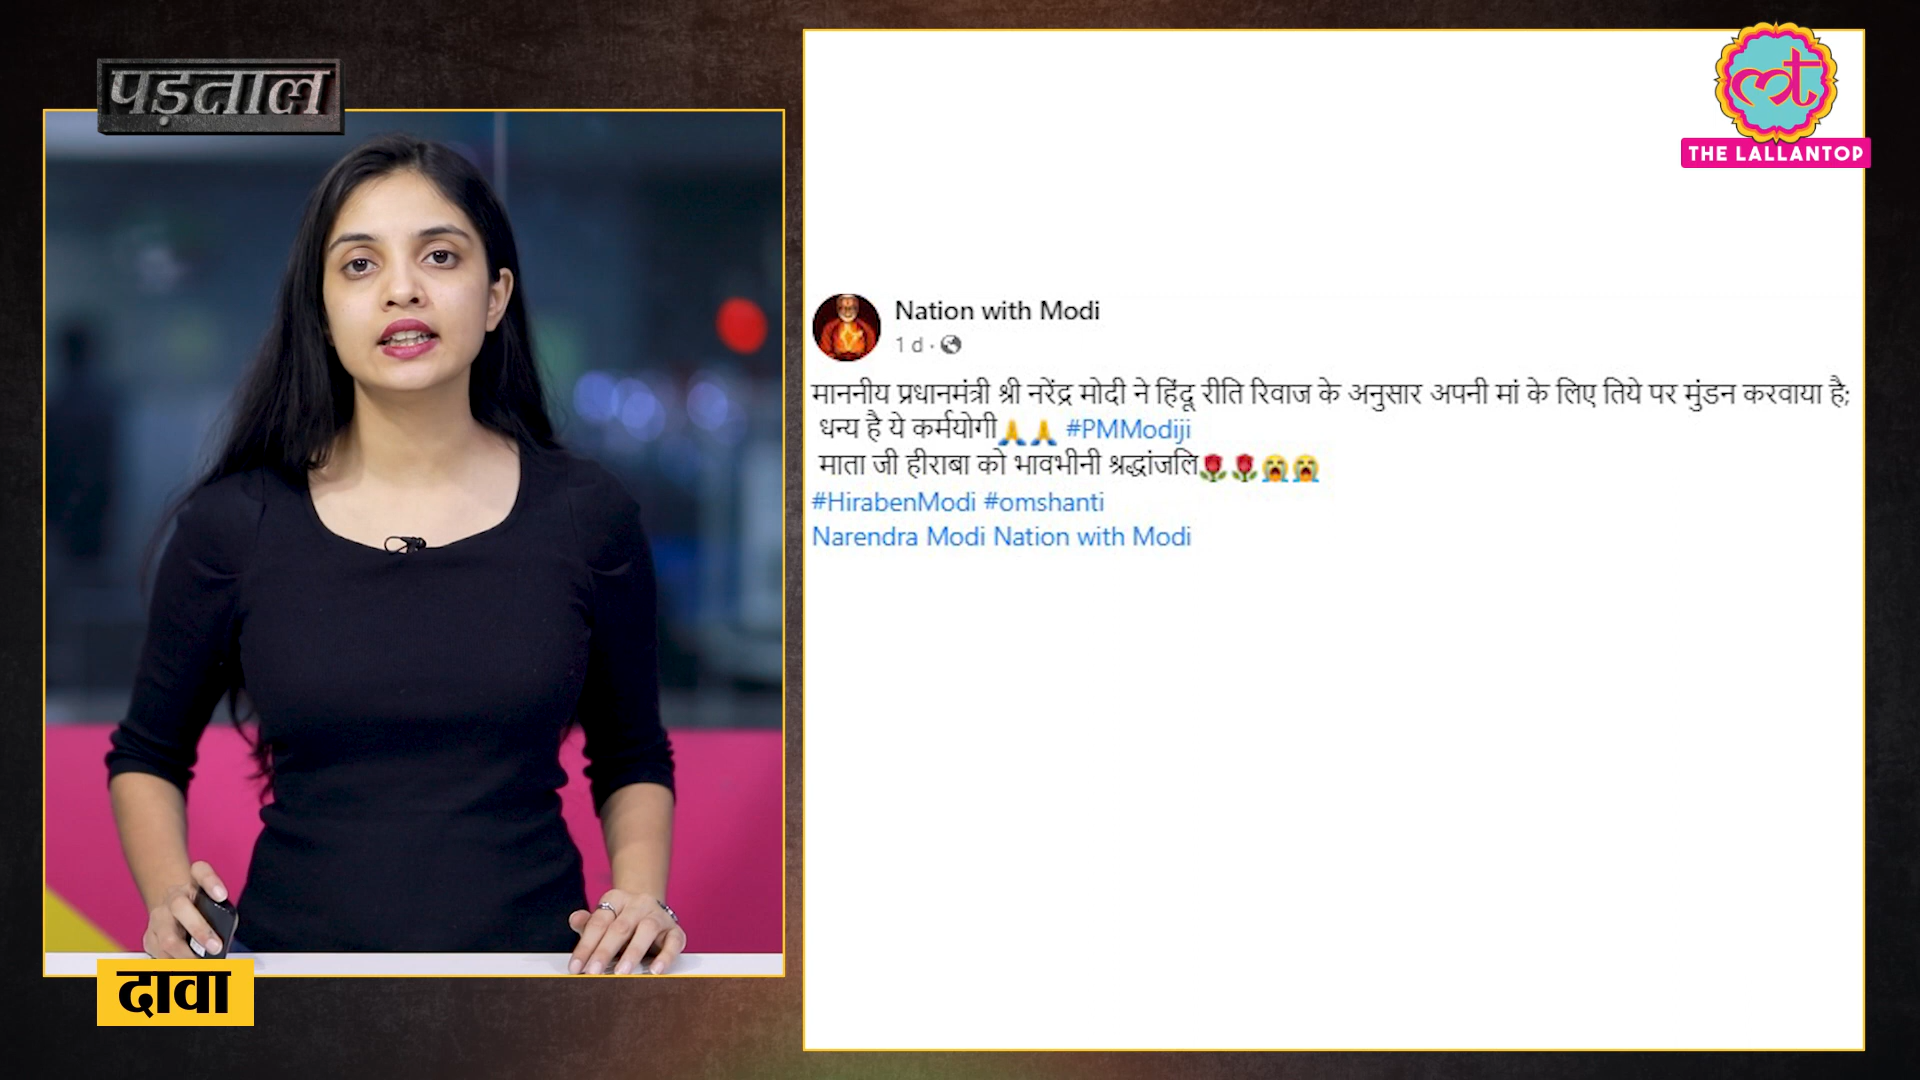 पड़ताल
THE LALLANTOP
Nation with Modi
1 d ·
माननीय प्रधानमंत्री श्री नरेंद्र मोदी ने हिंदू रीति रिवाज के अनुसार अपनी मां के लिए तिये पर मुंडन करवाया है;
धन्य है ये कर्मयोगी🙏🙏 #PMModiji
माता जी हीराबा को भावभीनी श्रद्धांजलि🌹🌹😭😭
#HirabenModi #omshanti
Narendra Modi Nation with Modi
दावा